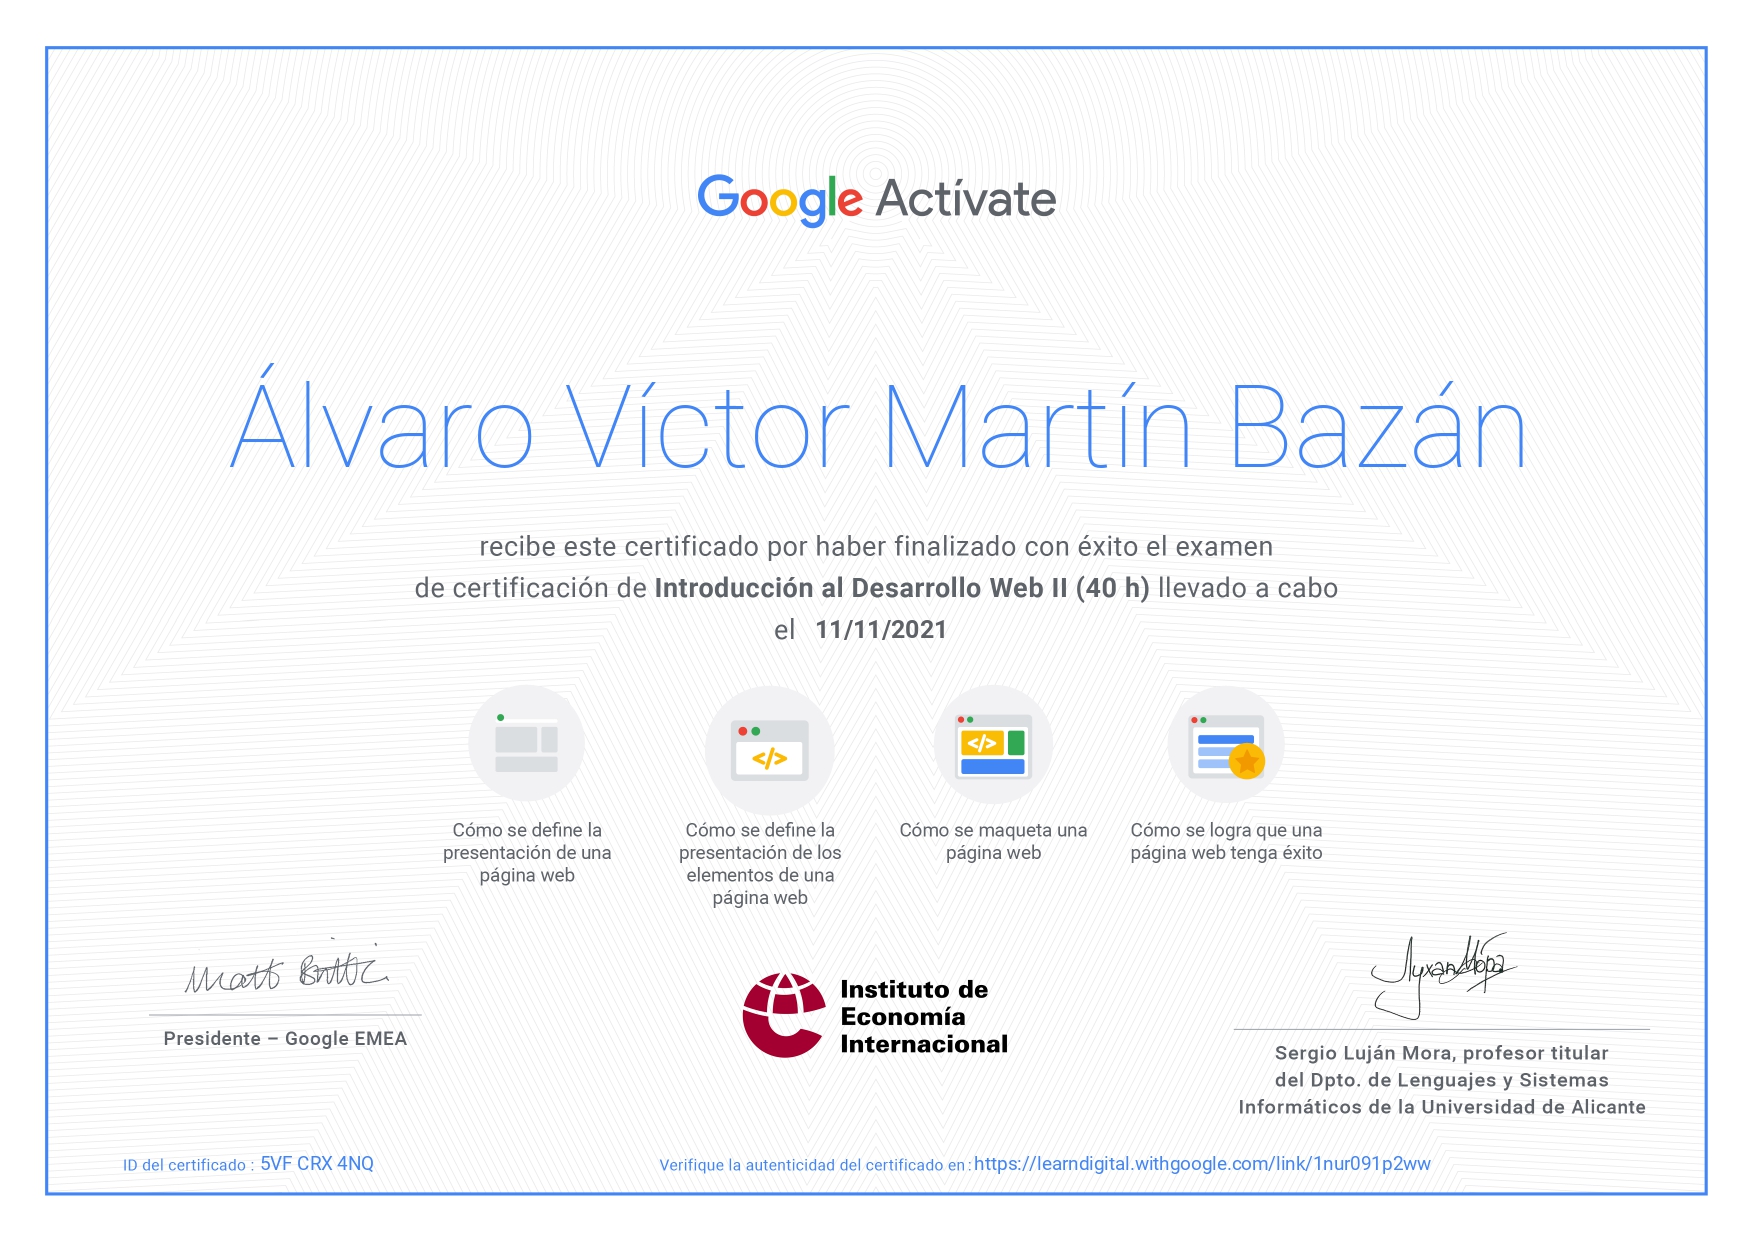 Google Actívate
Álvaro Víctor Martín Bazán
recibe este certificado por haber finalizado con éxito el examen
de certificación de Introducción al Desarrollo Web II (40 h) llevado a cabo
el 11/11/2021
</>
</>
Cómo se define la
presentación de una
página web
Cómo se define la
presentación de los
elementos de una
página web
Cómo se maqueta una
página web
Cómo se logra que una
página web tenga éxito
Matt Brittin
Presidente – Google EMEA
Instituto de
Economía
Internacional
Sergio Luján Mora, profesor titular
del Dpto. de Lenguajes y Sistemas
Informáticos de la Universidad de Alicante
ID del certificado : 5VF CRX 4NQ
Verifique la autenticidad del certificado en: https://learndigital.withgoogle.com/link/1nur091p2ww